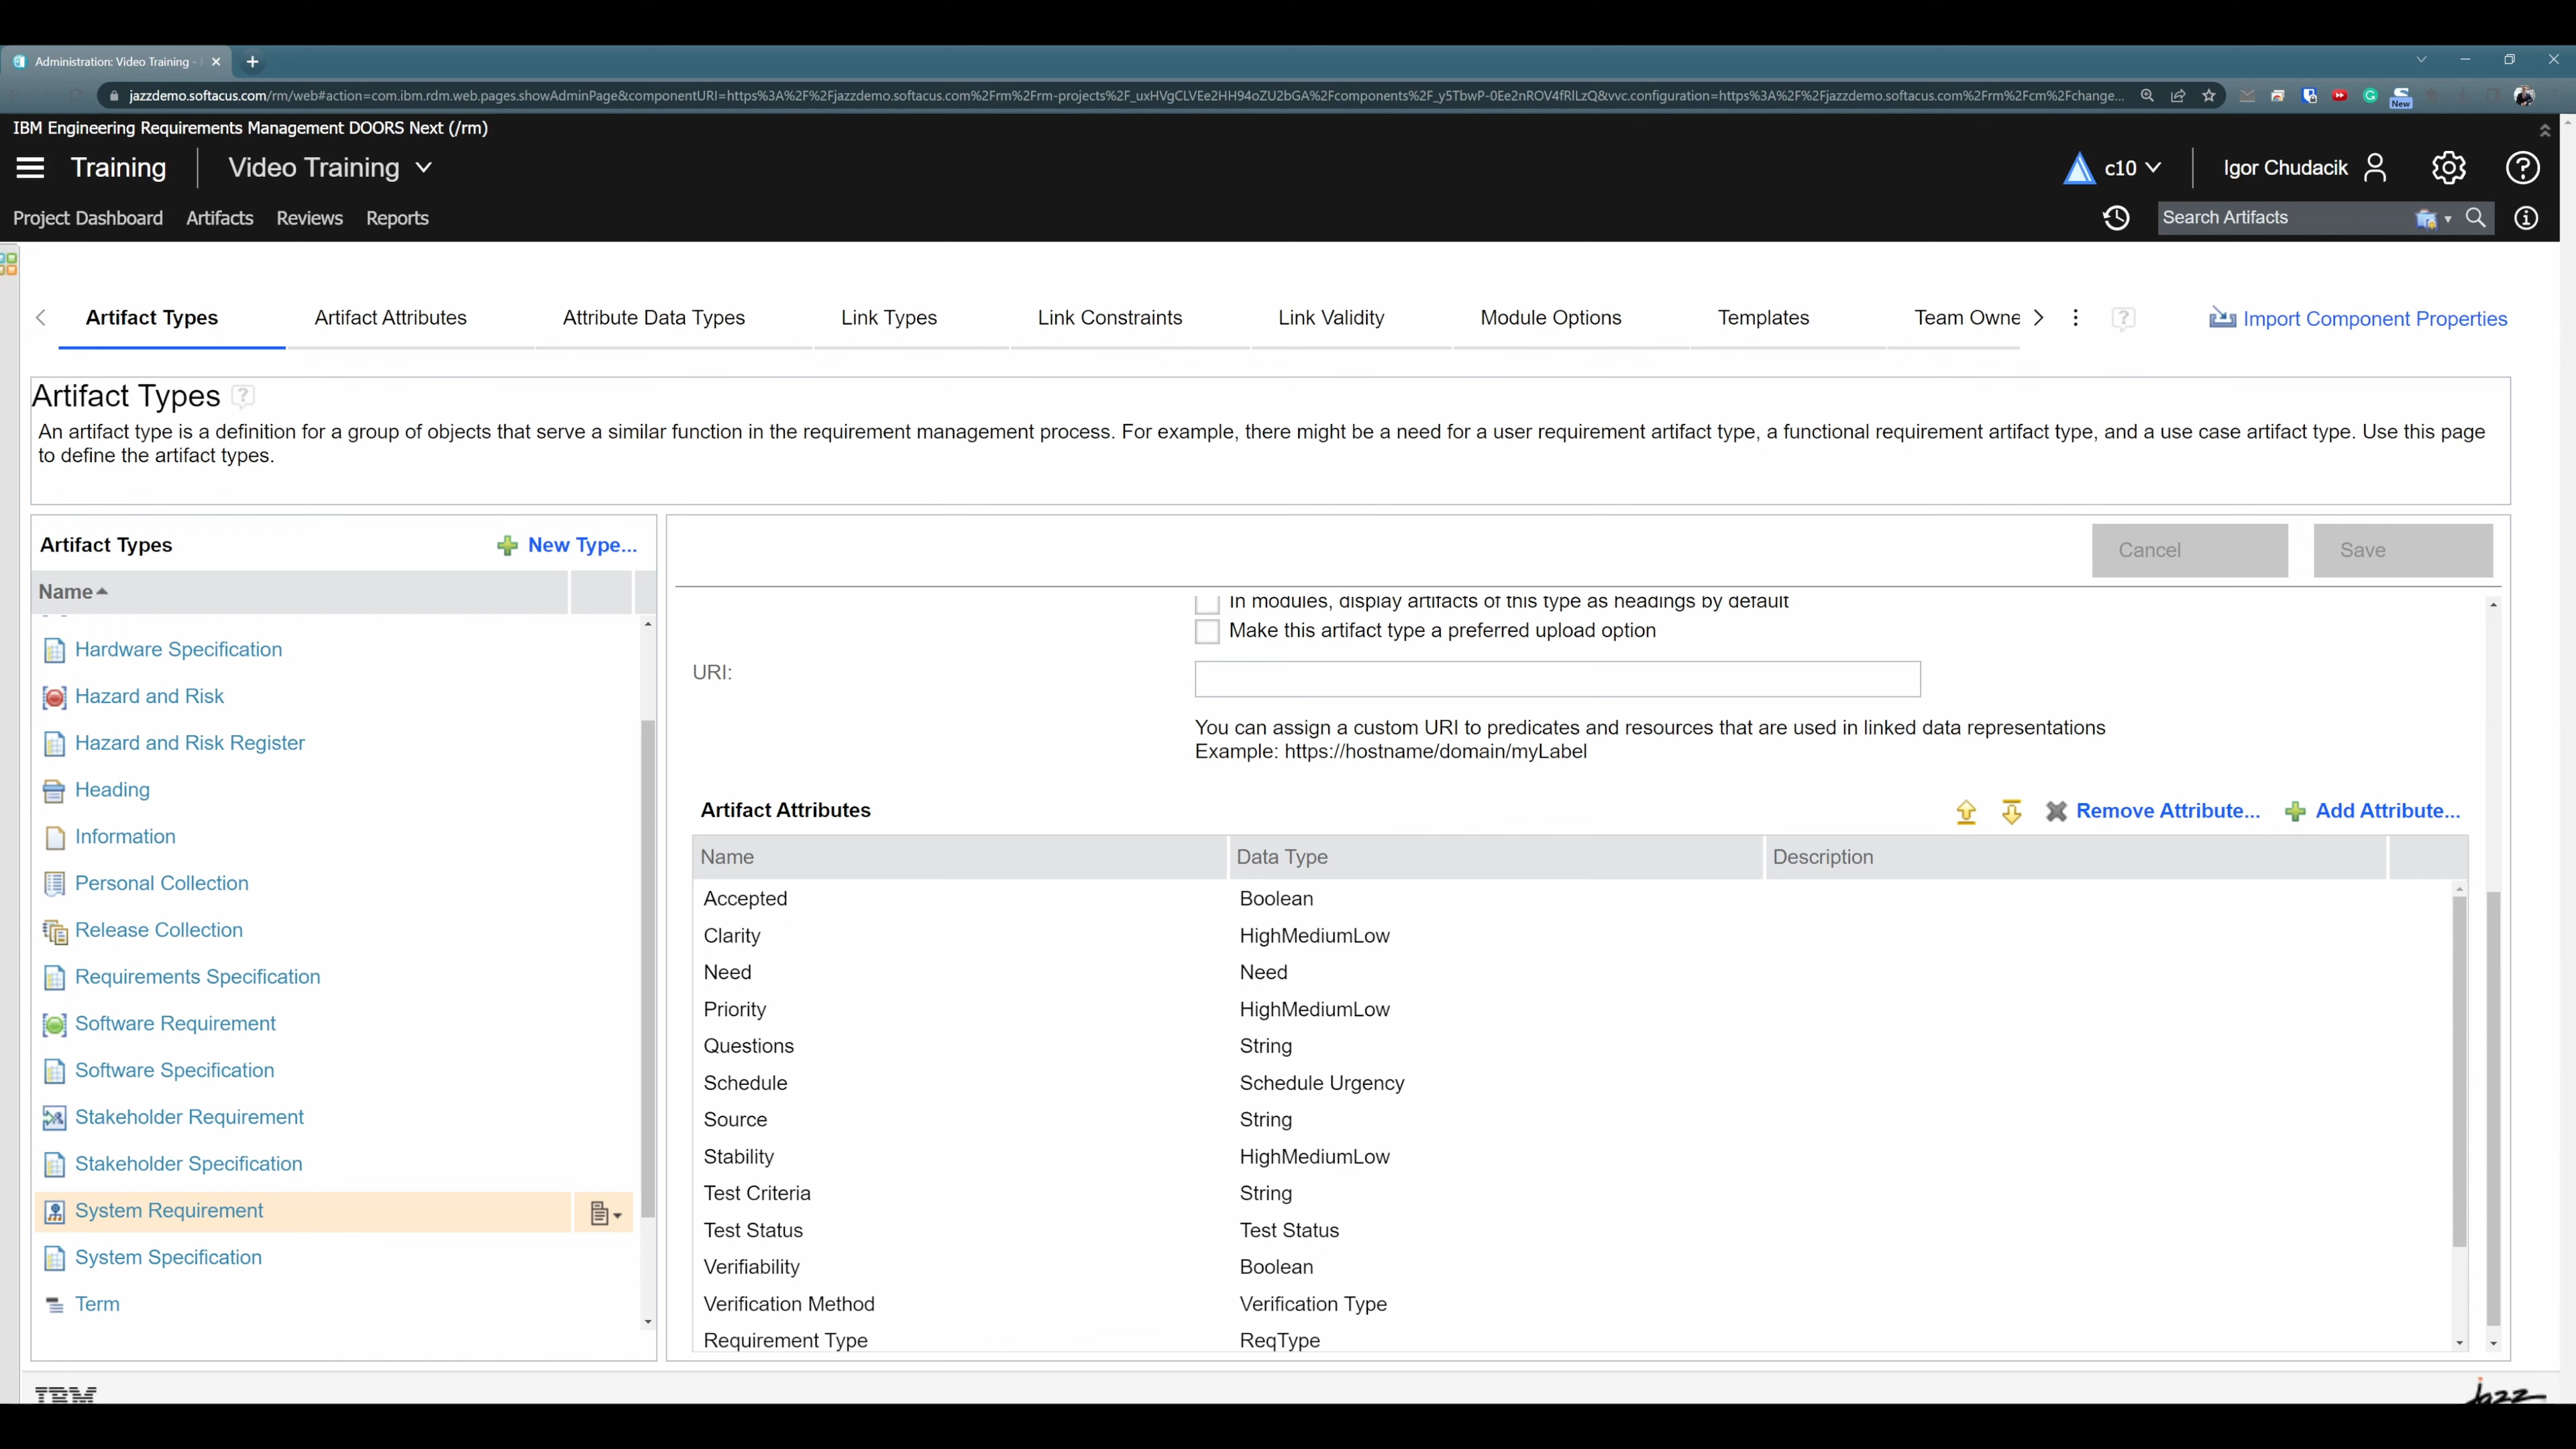 Administration: Video Training -
jazzdemo.softacus.com/rm/web#action=com.ibm.rdm.web.pages.showAdminPage&componentURI=https%3A%2F%2Fjazzdemo.softacus.com%2Frm%2Frm-projects%2F_uxHVgCLVEe2HH94oZU2bGA%2Fcomponents%2F_y5TbwP-0Ee2nROV4fRlLzQ&vvc.configuration=https%3A%2F%2Fjazzdemo.softacus.com%2Frm%2Fcm%2Fchange...
New
IBM Engineering Requirements Management DOORS Next (/rm)
Training
Video Training
c10
Igor Chudacik
Project Dashboard
Artifacts
Reviews
Reports
Search Artifacts
Artifact Types
Artifact Attributes
Attribute Data Types
Link Types
Link Constraints
Link Validity
Module Options
Templates
Team Owne
Import Component Properties
Artifact Types
An artifact type is a definition for a group of objects that serve a similar function in the requirement management process. For example, there might be a need for a user requirement artifact type, a functional requirement artifact type, and a use case artifact type. Use this page
to define the artifact types.
Artifact Types
New Type...
Name
Hardware Specification
Hazard and Risk
Hazard and Risk Register
Heading
Information
Personal Collection
Release Collection
Requirements Specification
Software Requirement
Software Specification
Stakeholder Requirement
Stakeholder Specification
System Requirement
System Specification
Term
Cancel
Save
In modules, display artifacts of this type as headings by default
Make this artifact type a preferred upload option
URI:
You can assign a custom URI to predicates and resources that are used in linked data representations
Example: https://hostname/domain/myLabel
Artifact Attributes
Remove Attribute...
Add Attribute...
Name Data Type Description
Accepted Boolean
Clarity HighMediumLow
Need Need
Priority HighMediumLow
Questions String
Schedule Schedule Urgency
Source String
Stability HighMediumLow
Test Criteria String
Test Status Test Status
Verifiability Boolean
Verification Method Verification Type
Requirement Type ReqType
IBM
jazz